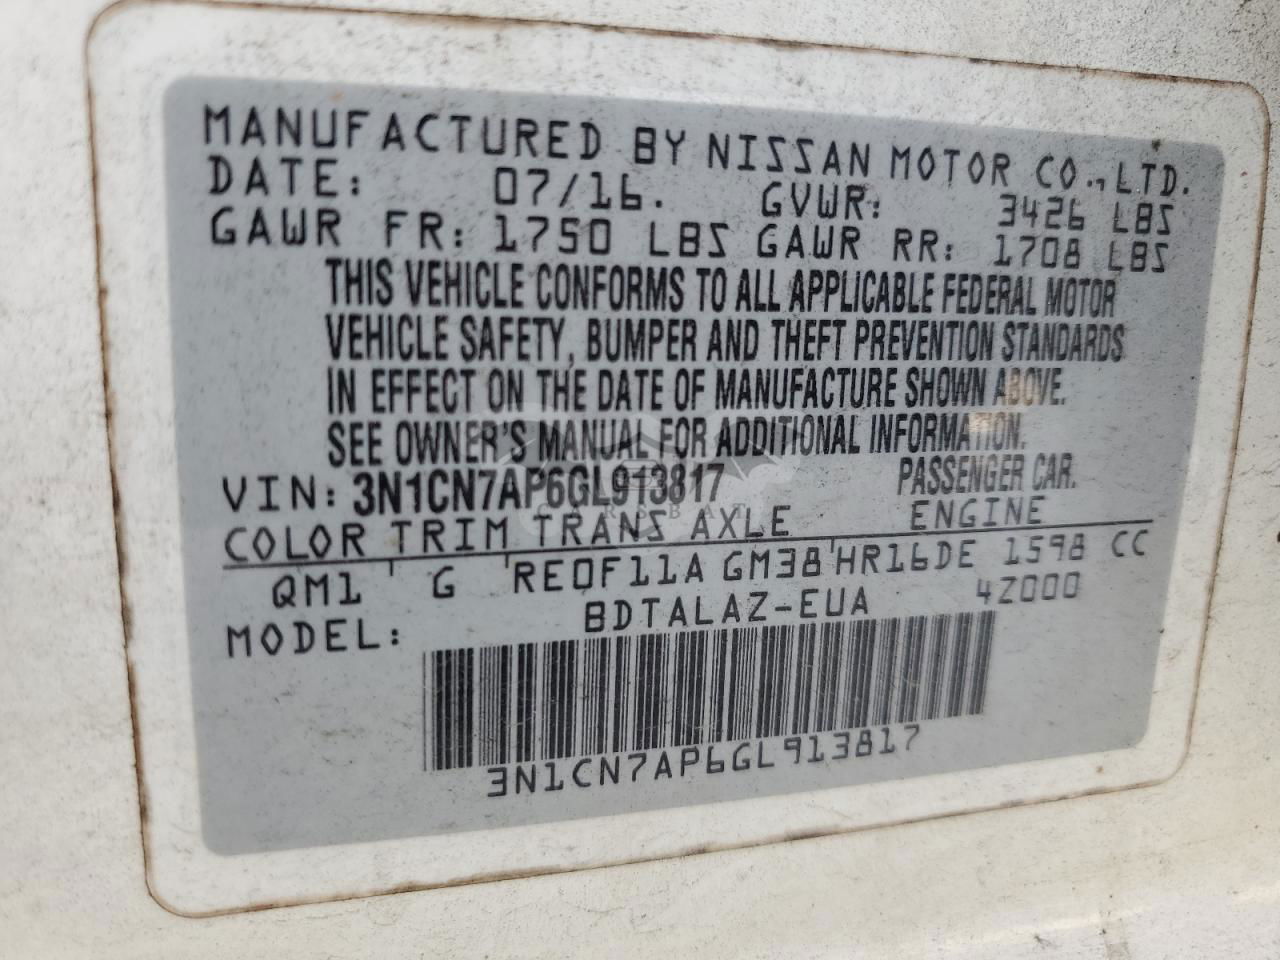 MANUFACTURED BY NISSAN MOTOR CO., LTD.
DATE: 07/16. GVWR: 3426 LBS
GAWR FR: 1750 LBS GAWR RR: 1708 LBS
THIS VEHICLE CONFORMS TO ALL APPLICABLE FEDERAL MOTOR
VEHICLE SAFETY, BUMPER AND THEFT PREVENTION STANDARDS
IN EFFECT ON THE DATE OF MANUFACTURE SHOWN ABOVE.
SEE OWNER'S MANUAL FOR ADDITIONAL INFORMATION.
VIN: 3N1CN7AP6GL913817 PASSENGER CAR.
CARSBAT
COLOR TRIM TRANS AXLE ENGINE
QM1 G RE0F11A GM38 HR16DE 1598 CC
MODEL: BDTALAZ-EUA 4Z000
3N1CN7AP6GL913817